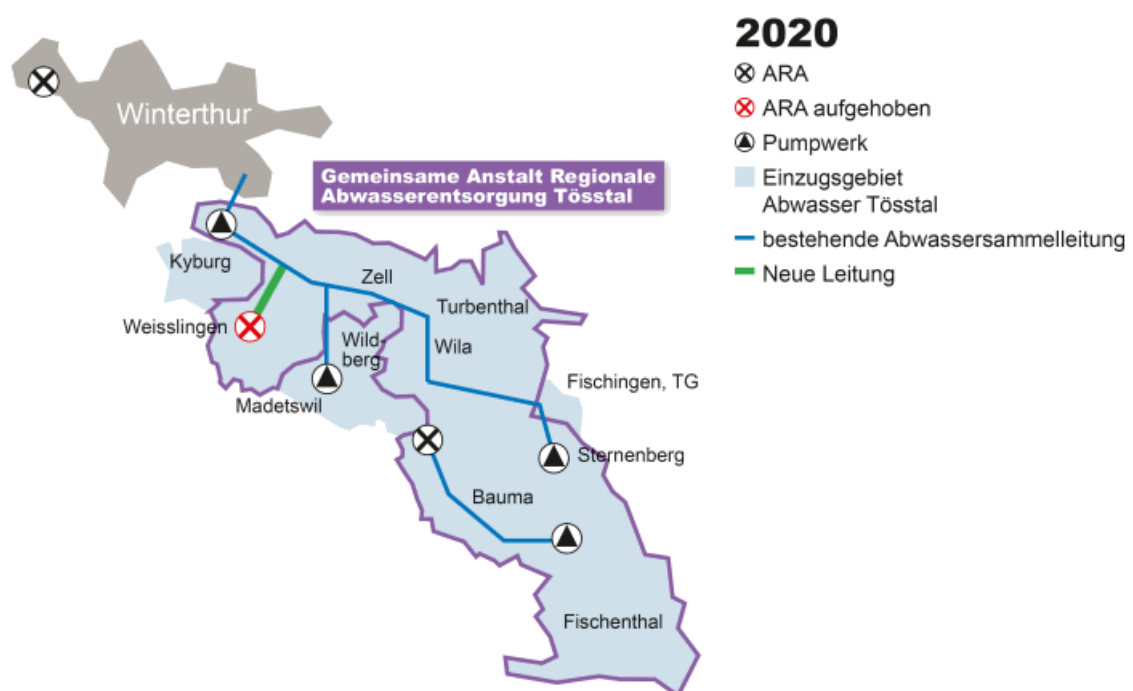 2020
ARA
ARA aufgehoben
Pumpwerk
Einzugsgebiet
Abwasser Tösstal
bestehende Abwassersammelleitung
Neue Leitung
Winterthur
Gemeinsame Anstalt Regionale
Abwasserentsorgung Tösstal
Kyburg
Zell
Turbenthal
Weisslingen
Wild-
berg
Wila
Fischingen, TG
Madetswil
Sternenberg
Bauma
Fischenthal